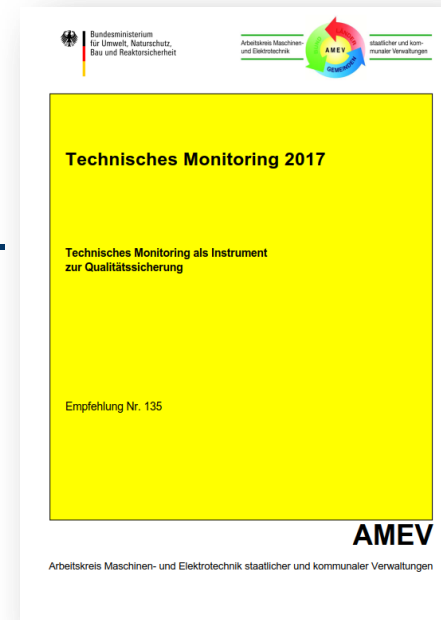 Bundesministerium
für Umwelt, Naturschutz,
Bau und Reaktorsicherheit
Arbeitskreis Maschinen-
und Elektrotechnik
LÄNDER
AMEV
GEMEINDEN
staatlicher und kom-
munaler Verwaltungen
Technisches Monitoring 2017
Technisches Monitoring als Instrument
zur Qualitätssicherung
Empfehlung Nr. 135
AMEV
Arbeitskreis Maschinen- und Elektrotechnik staatlicher und kommunaler Verwaltungen